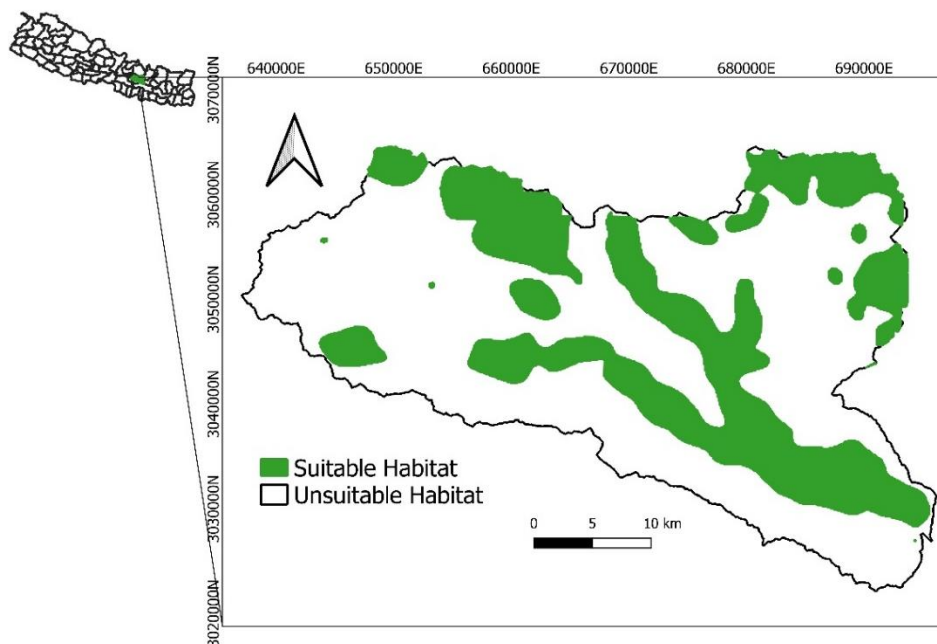 640000E 650000E 660000E 670000E 680000E 690000E
3070000N
3060000N
3050000N
3040000N
3030000N
3020000N
Suitable Habitat
Unsuitable Habitat
0 5 10 km